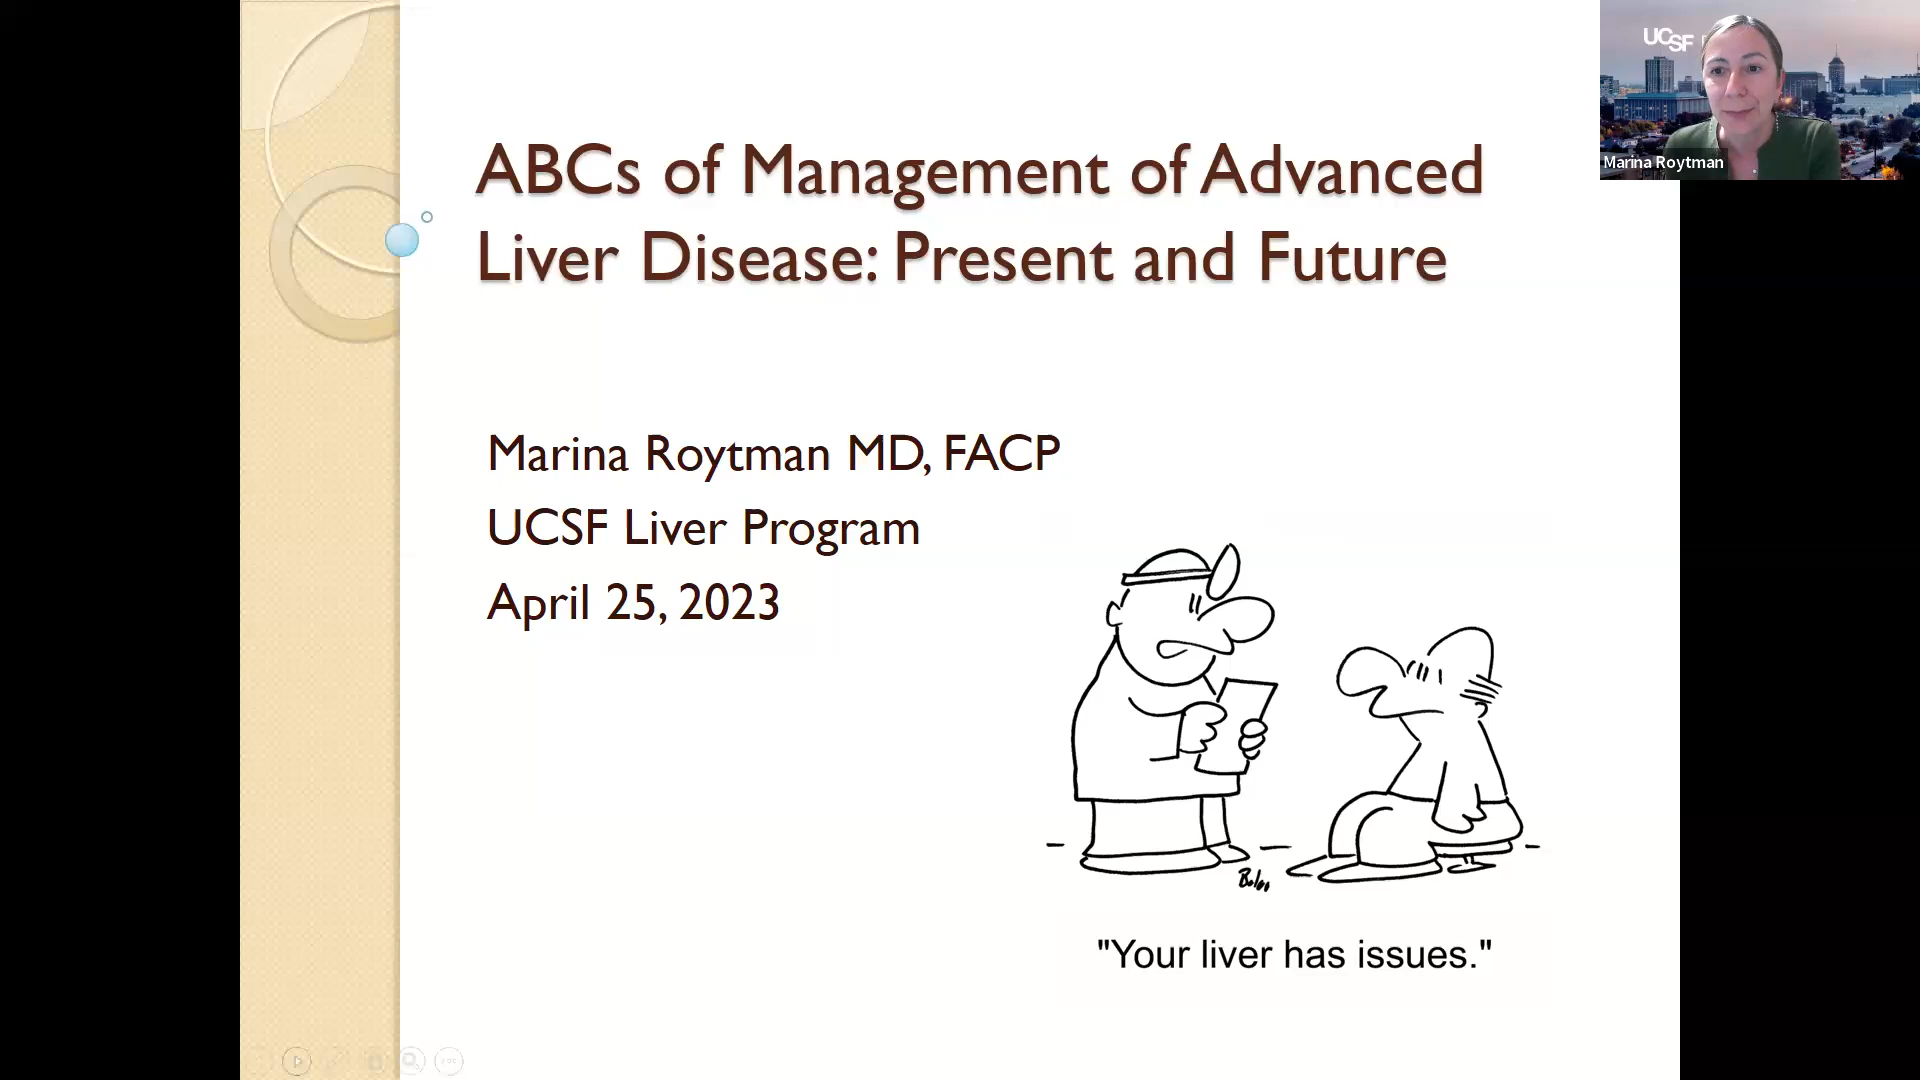 UCSF
Marina Roytman
ABCs of Management of Advanced
Liver Disease: Present and Future
Marina Roytman MD, FACP
UCSF Liver Program
April 25, 2023
"Your liver has issues."